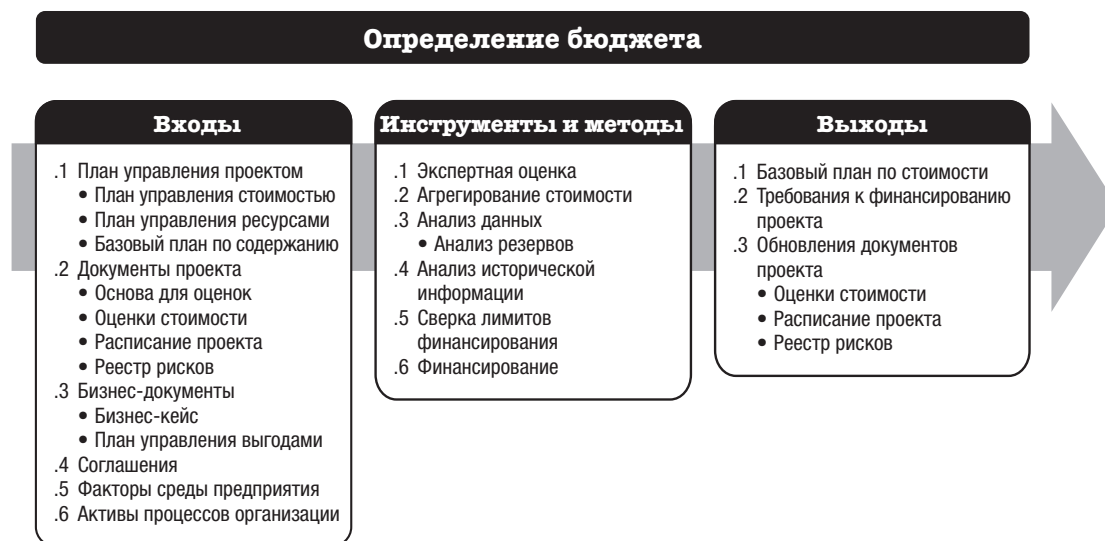 Определение бюджета
Входы
.1 План управления проектом
• План управления стоимостью
• План управления ресурсами
• Базовый план по содержанию
.2 Документы проекта
• Основа для оценок
• Оценки стоимости
• Расписание проекта
• Реестр рисков
.3 Бизнес-документы
• Бизнес-кейс
• План управления выгодами
.4 Соглашения
.5 Факторы среды предприятия
.6 Активы процессов организации
Инструменты и методы
.1 Экспертная оценка
.2 Агрегирование стоимости
.3 Анализ данных
• Анализ резервов
.4 Анализ исторической
информации
.5 Сверка лимитов
финансирования
.6 Финансирование
Выходы
.1 Базовый план по стоимости
.2 Требования к финансированию
проекта
.3 Обновления документов
проекта
• Оценки стоимости
• Расписание проекта
• Реестр рисков